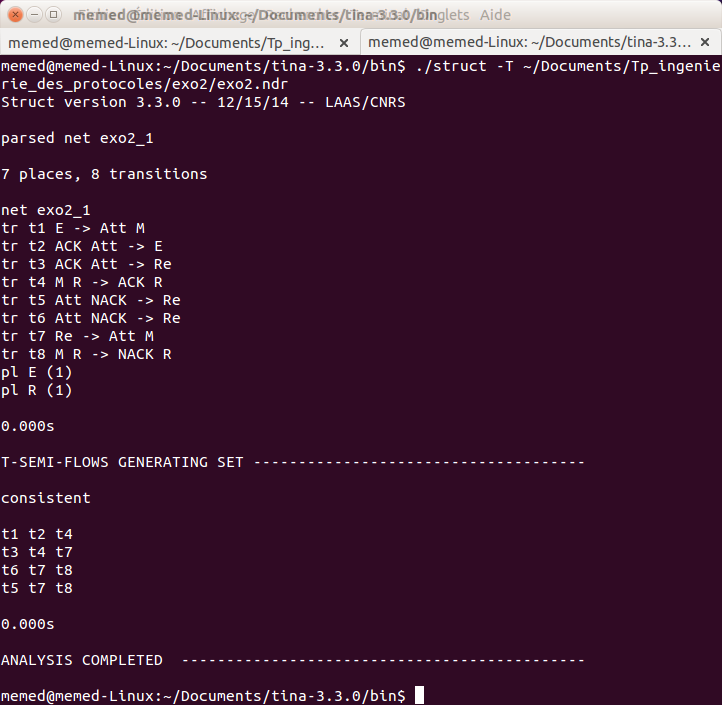 memed@memed-Linux: ~/Documents/tina-3.3.0/bin
Aide
memed@memed-Linux: ~/Documents/Tp_ing... ×
memed@memed-Linux: ~/Documents/tina-3.3... ×
memed@memed-Linux:~/Documents/tina-3.3.0/bin$ ./struct -T ~/Documents/Tp_ingenie
rie_des_protocoles/exo2/exo2.ndr
Struct version 3.3.0 -- 12/15/14 -- LAAS/CNRS
parsed net exo2_1
7 places, 8 transitions
net exo2_1
tr t1 E -> Att M
tr t2 ACK Att -> E
tr t3 ACK Att -> Re
tr t4 M R -> ACK R
tr t5 Att NACK -> Re
tr t6 Att NACK -> Re
tr t7 Re -> Att M
tr t8 M R -> NACK R
pl E (1)
pl R (1)
0.000s
T-SEMI-FLOWS GENERATING SET -------------------------------------
consistent
t1 t2 t4
t3 t4 t7
t6 t7 t8
t5 t7 t8
0.000s
ANALYSIS COMPLETED  ---------------------------------------------
memed@memed-Linux:~/Documents/tina-3.3.0/bin$